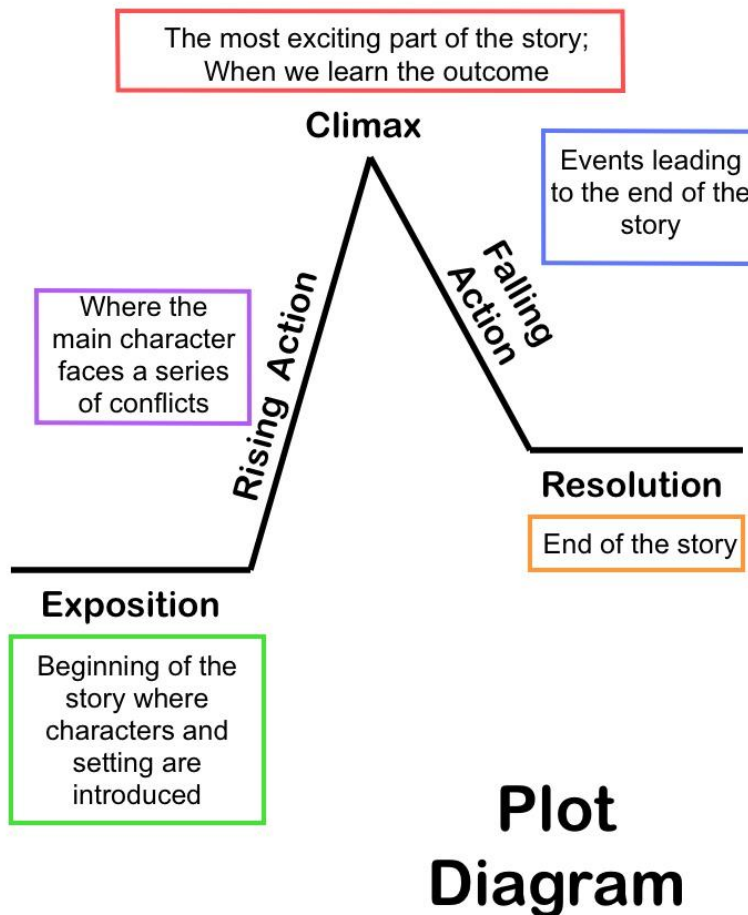 The most exciting part of the story;
When we learn the outcome
Climax
Events leading
to the end of the
story
Falling
Action
Where the
main character
faces a series
of conflicts
Rising Action
Resolution
End of the story
Exposition
Beginning of the
story where
characters and
setting are
introduced
Plot
Diagram